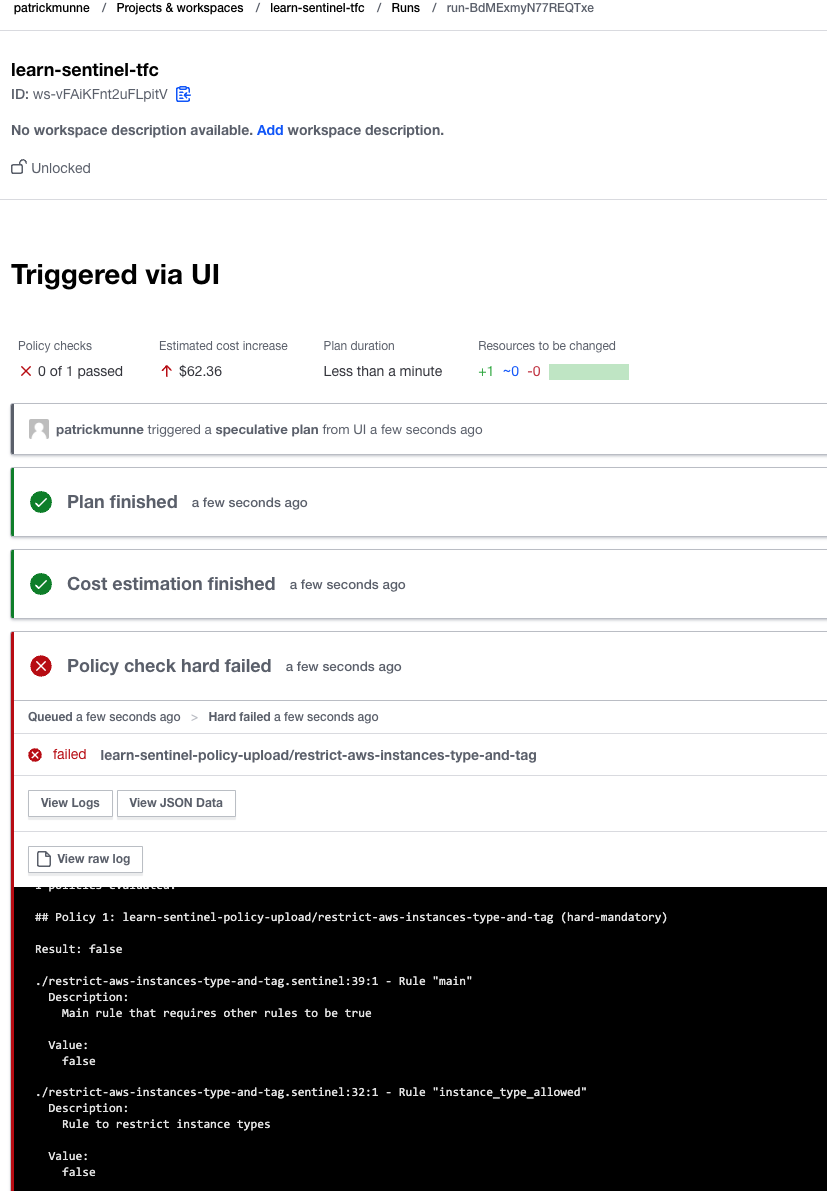 patrickmunne / Projects & workspaces / learn-sentinel-tfc / Runs / run-BdMExmyN77REQTxe
learn-sentinel-tfc
ID: ws-vFAiKFnt2uFLpitV
No workspace description available. Add workspace description.
Unlocked
Triggered via UI
Policy checks Estimated cost increase Plan duration Resources to be changed
0 of 1 passed $62.36 Less than a minute +1 ~0 -0
patrickmunne triggered a speculative plan from UI a few seconds ago
Plan finished a few seconds ago
Cost estimation finished a few seconds ago
Policy check hard failed a few seconds ago
Queued a few seconds ago > Hard failed a few seconds ago
failed learn-sentinel-policy-upload/restrict-aws-instances-type-and-tag
View Logs View JSON Data
View raw log
1 policies evaluated.
## Policy 1: learn-sentinel-policy-upload/restrict-aws-instances-type-and-tag (hard-mandatory)
Result: false
./restrict-aws-instances-type-and-tag.sentinel:39:1 - Rule "main"
Description:
Main rule that requires other rules to be true
Value:
false
./restrict-aws-instances-type-and-tag.sentinel:32:1 - Rule "instance_type_allowed"
Description:
Rule to restrict instance types
Value:
false